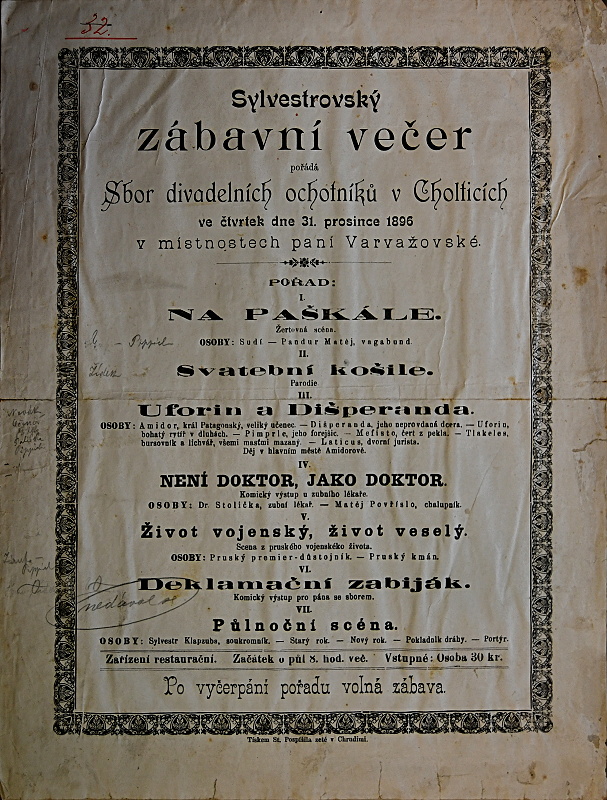 32.
Sylvestrovský
zábavní večer
pořádá
Sbor divadelních ochotníků v Cholticích
ve čtvrtek dne 31. prosince 1896
v místnostech paní Varvažovské.
POŘAD:
I.
NA PAŠKÁLE.
Žertovná scéna.
OSOBY: Sudí — Pandur Matěj, vagabund.
II.
Svatební košile.
Parodie
III.
Uforin a Dišperanda.
OSOBY: Amidor, král Patagonský, veliký učenec. — Dišperanda, jeho neprovdaná dcera. — Uforin,
bohatý rytíř v dluhách. — Pimprle, jeho forejšic. — Mefisto, čert z pekla. — Tlakeles,
bursovník a lichvář, všemi masťmi mazaný. — Laticus, dvorní jurista.
Děj v hlavním městě Amidorově.
IV.
NENÍ DOKTOR, JAKO DOKTOR.
Komický výstup u zubního lékaře.
OSOBY: Dr. Stolička, zubní lékař. — Matěj Povříslo, chalupník.
V.
Život vojenský, život veselý.
Scena z pruského vojenského života.
OSOBY: Pruský premier-důstojník. — Pruský kmán.
VI.
Deklamační zabiják.
Komický výstup pro pána se sborem.
nedával se
VII.
Půlnoční scéna.
OSOBY: Sylvestr Klapzuba, soukromník. — Starý rok. — Nový rok. — Pokladník dráhy. — Portýr.
Zařízení restaurační. Začátek o půl 8. hod. več. Vstupné: Osoba 30 kr.
Po vyčerpání pořadu volná zábava.
Tiskem St. Pospíšila zetě v Chrudimi.